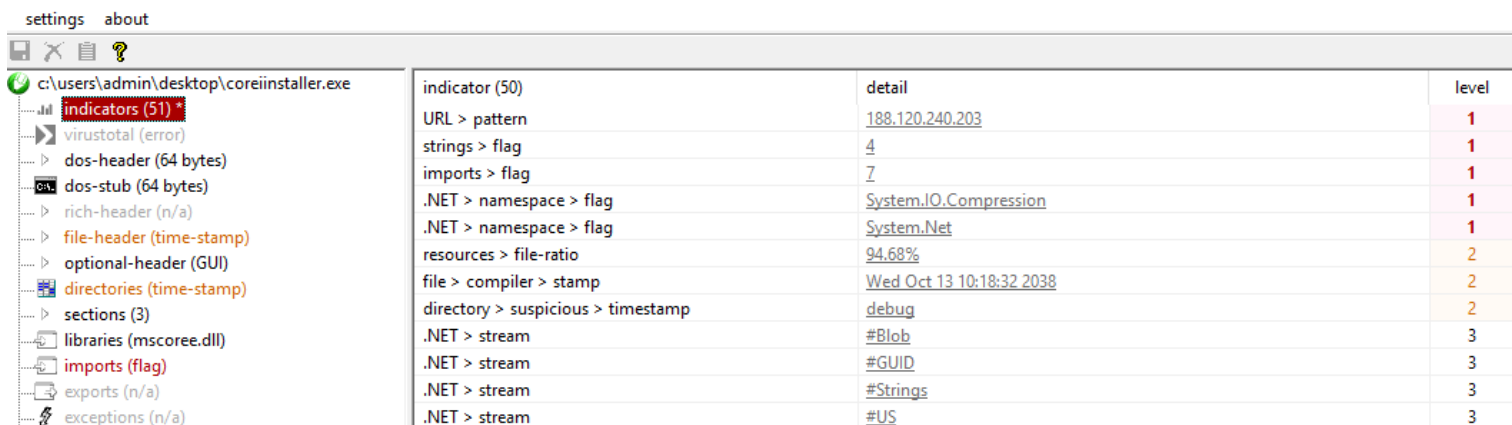 settings about
c:\users\admin\desktop\coreiinstaller.exe
indicators (51) *
virustotal (error)
dos-header (64 bytes)
dos-stub (64 bytes)
rich-header (n/a)
file-header (time-stamp)
optional-header (GUI)
directories (time-stamp)
sections (3)
libraries (mscoree.dll)
imports (flag)
exports (n/a)
exceptions (n/a)
indicator (50) detail level
URL > pattern 188.120.240.203 1
strings > flag 4 1
imports > flag 7 1
.NET > namespace > flag System.IO.Compression 1
.NET > namespace > flag System.Net 1
resources > file-ratio 94.68% 2
file > compiler > stamp Wed Oct 13 10:18:32 2038 2
directory > suspicious > timestamp debug 2
.NET > stream #Blob 3
.NET > stream #GUID 3
.NET > stream #Strings 3
.NET > stream #US 3